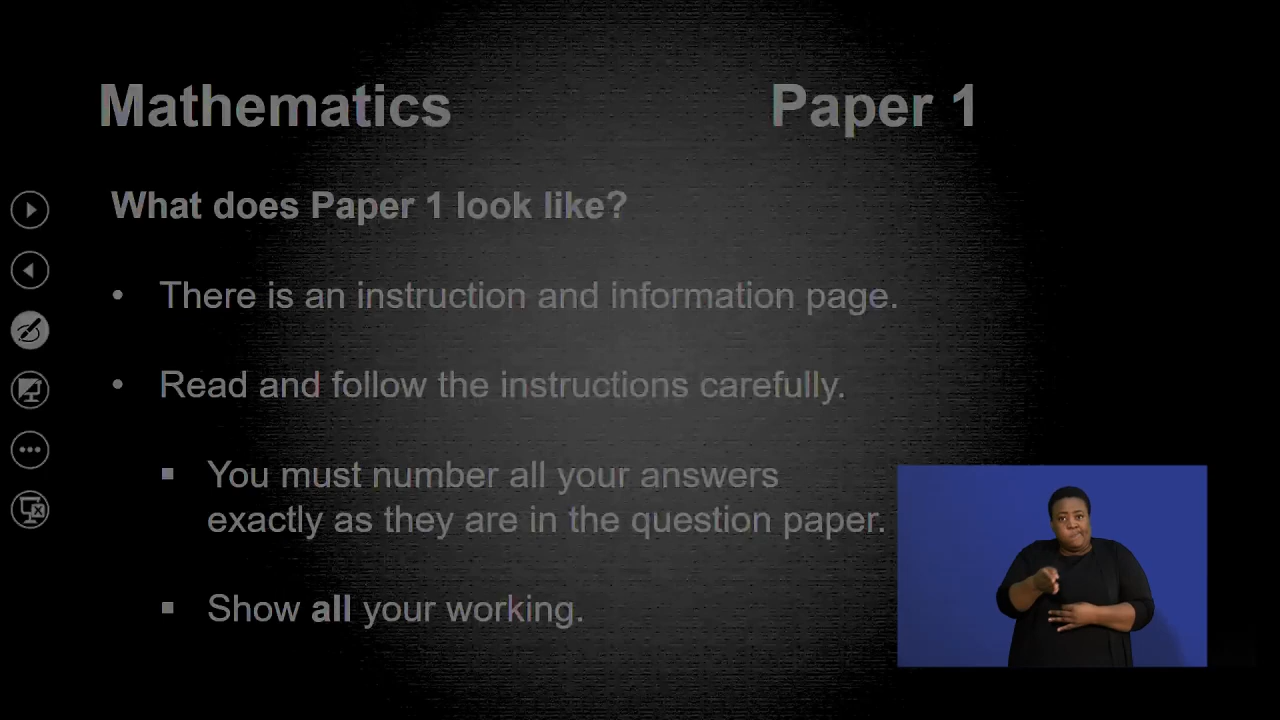 Mathematics Paper 1
What does Paper 1 look like?
• There is an instruction and information page.
• Read and follow the instructions carefully.
▪ You must number all your answers
exactly as they are in the question paper.
▪ Show all your working.